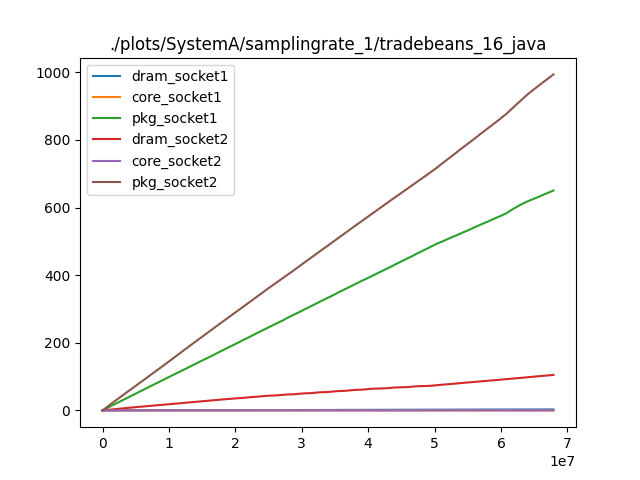 ./plots/SystemA/samplingrate_1/tradebeans_16_java
dram_socket1
core_socket1
pkg_socket1
dram_socket2
core_socket2
pkg_socket2
1000
800
600
400
200
0
0 1 2 3 4 5 6 7
1e7